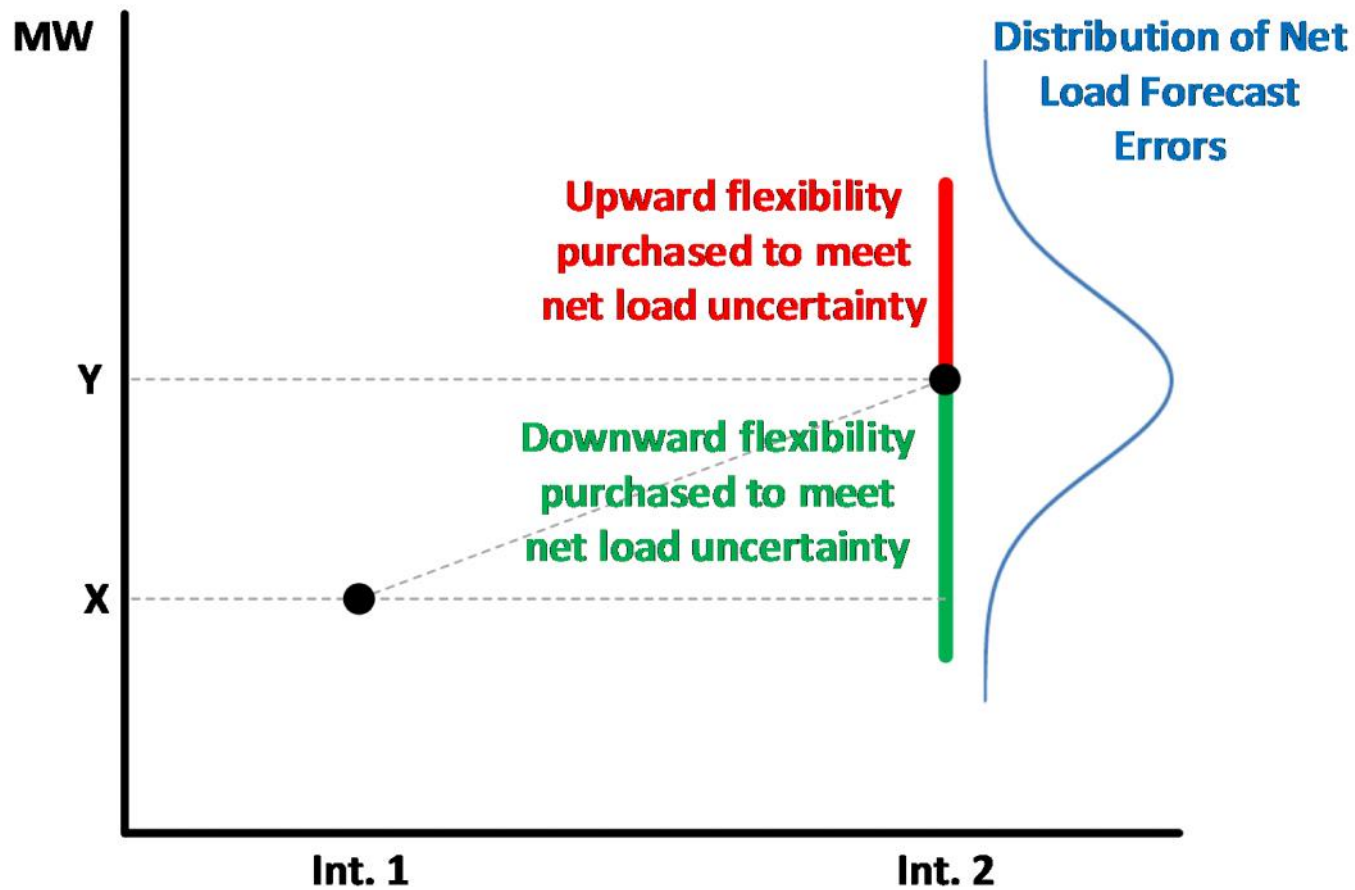 MW
Distribution of Net
Load Forecast
Errors
Upward flexibility
purchased to meet
net load uncertainty
Y
Downward flexibility
purchased to meet
net load uncertainty
X
Int. 1
Int. 2